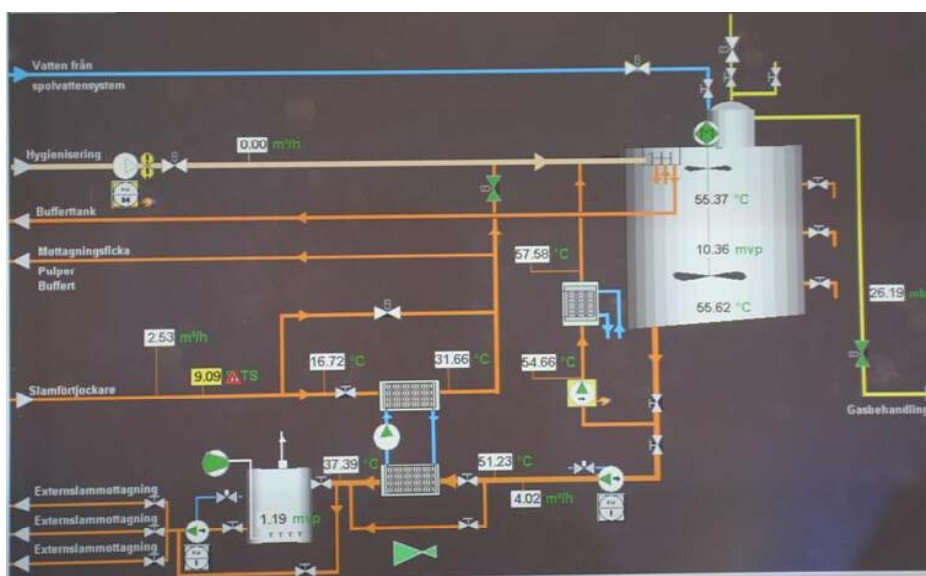 Vatten från
spolvattensystem
0.00 m³/h
Hygienisering
Bufferttank
55.37 °C
Mottagningsficka
Pulper
Buffert
57.58 °C
10.36 mvp
26.19
55.62 °C
2.53 m³/h
9.09 TS
16.72 °C
31.66 °C
54.66 °C
Slamförtjockare
Gasbehandling
37.39 °C
51.23 °C
4.02 m³/h
Externslammottagning
1.19 mvp
Externslammottagning
Externslammottagning